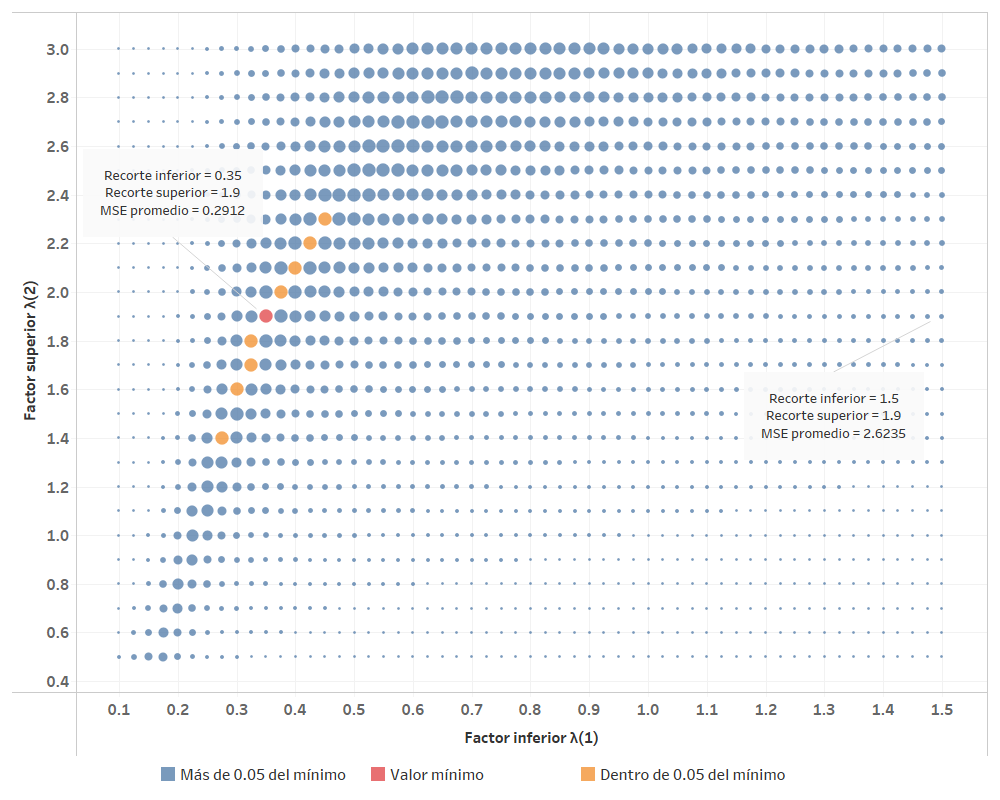 3.0
2.8
2.6
2.4
2.2
2.0
1.8
1.6
1.4
1.2
1.0
0.8
0.6
0.4
Factor superior λ(2)
Recorte inferior = 0.35
Recorte superior = 1.9
MSE promedio = 0.2912
Recorte inferior = 1.5
Recorte superior = 1.9
MSE promedio = 2.6235
0.1 0.2 0.3 0.4 0.5 0.6 0.7 0.8 0.9 1.0 1.1 1.2 1.3 1.4 1.5
Factor inferior λ(1)
Más de 0.05 del mínimo Valor mínimo Dentro de 0.05 del mínimo